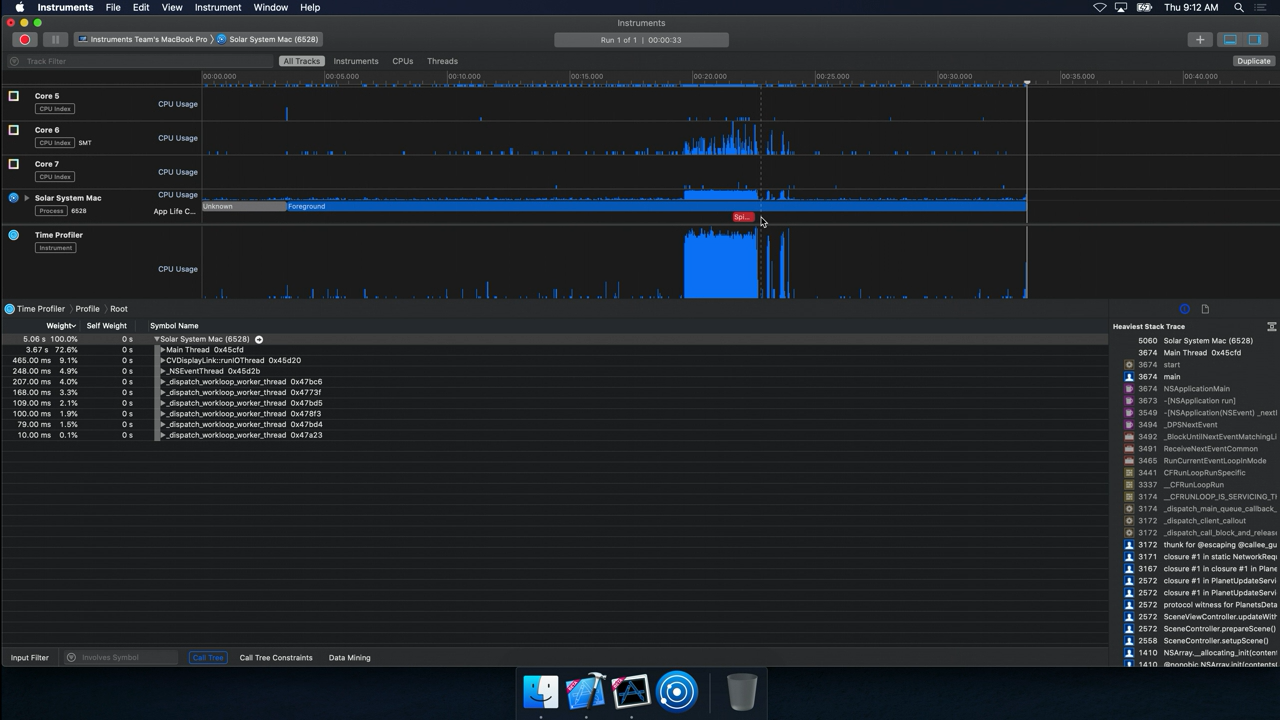 Instruments File Edit View Instrument Window Help Thu 9:12 AM
Instruments
Instruments Team's MacBook Pro Solar System Mac (6528) Run 1 of 1 | 00:00:33
Track Filter All Tracks Instruments CPUs Threads Duplicate
00:00.000 00:05.000 00:10.000 00:15.000 00:20.000 00:25.000 00:30.000 00:35.000 00:40.000
Core 5 CPU Usage
CPU Index
Core 6 CPU Usage
CPU Index SMT
Core 7 CPU Usage
CPU Index
Solar System Mac CPU Usage
Unknown Foreground
Process 6528 App Life C...
Spi...
Time Profiler
Instrument
CPU Usage
Time Profiler Profile Root
Weight Self Weight Symbol Name
5.06 s 100.0% 0 s Solar System Mac (6528)
3.67 s 72.6% 0 s Main Thread 0x45cfd
465.00 ms 9.1% 0 s CVDisplayLink::runIOThread 0x45d20
248.00 ms 4.9% 0 s _NSEventThread 0x45d2b
207.00 ms 4.0% 0 s _dispatch_workloop_worker_thread 0x47bc6
168.00 ms 3.3% 0 s _dispatch_workloop_worker_thread 0x4773f
109.00 ms 2.1% 0 s _dispatch_workloop_worker_thread 0x47bd5
100.00 ms 1.9% 0 s _dispatch_workloop_worker_thread 0x478f3
79.00 ms 1.5% 0 s _dispatch_workloop_worker_thread 0x47bd4
10.00 ms 0.1% 0 s _dispatch_workloop_worker_thread 0x47a23
Heaviest Stack Trace
5060 Solar System Mac (6528)
3674 Main Thread 0x45cfd
3674 start
3674 main
3674 NSApplicationMain
3673 -[NSApplication run]
3549 -[NSApplication(NSEvent) _nextl
3494 _DPSNextEvent
3492 _BlockUntilNextEventMatchingLi
3491 ReceiveNextEventCommon
3465 RunCurrentEventLoopInMode
3441 CFRunLoopRunSpecific
3337 __CFRunLoopRun
3174 __CFRUNLOOP_IS_SERVICING_T
3174 _dispatch_main_queue_callback_
3172 _dispatch_client_callout
3172 _dispatch_call_block_and_release
3172 thunk for @escaping @callee_gu
3171 closure #1 in static NetworkReq
3167 closure #1 in closure #1 in Plane
2572 closure #1 in PlanetUpdateServi
2572 closure #1 in PlanetUpdateServi
2572 protocol witness for PlanetsDeta
2572 SceneViewController.updateWith
2572 SceneController.prepareScene()
2558 SceneController.setupScene()
1410 NSArray.__allocating_init(content
1410 @nonobjc NSArray.init(contents
Input Filter Involves Symbol Call Tree Call Tree Constraints Data Mining